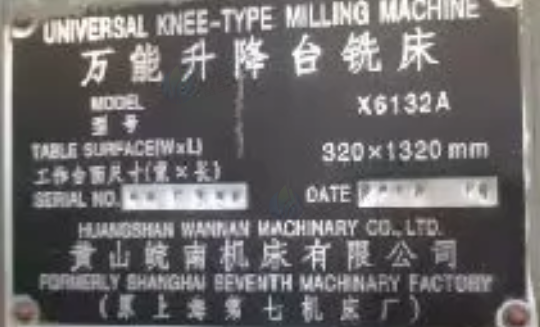 UNIVERSAL KNEE-TYPE MILLING MACHINE
万能升降台铣床
MODEL X6132A
型号
TABLE SURFACE(WxL) 320×1320mm
工作台面尺寸(宽×长)
SERIAL NO. DATE
HUANGSHAN WANNAN MACHINARY CO., LTD.
黄山皖南机床有限公司
FORMERLY SHANGHAI SEVENTH MACHINARY FACTORY
(原上海第七机床厂)